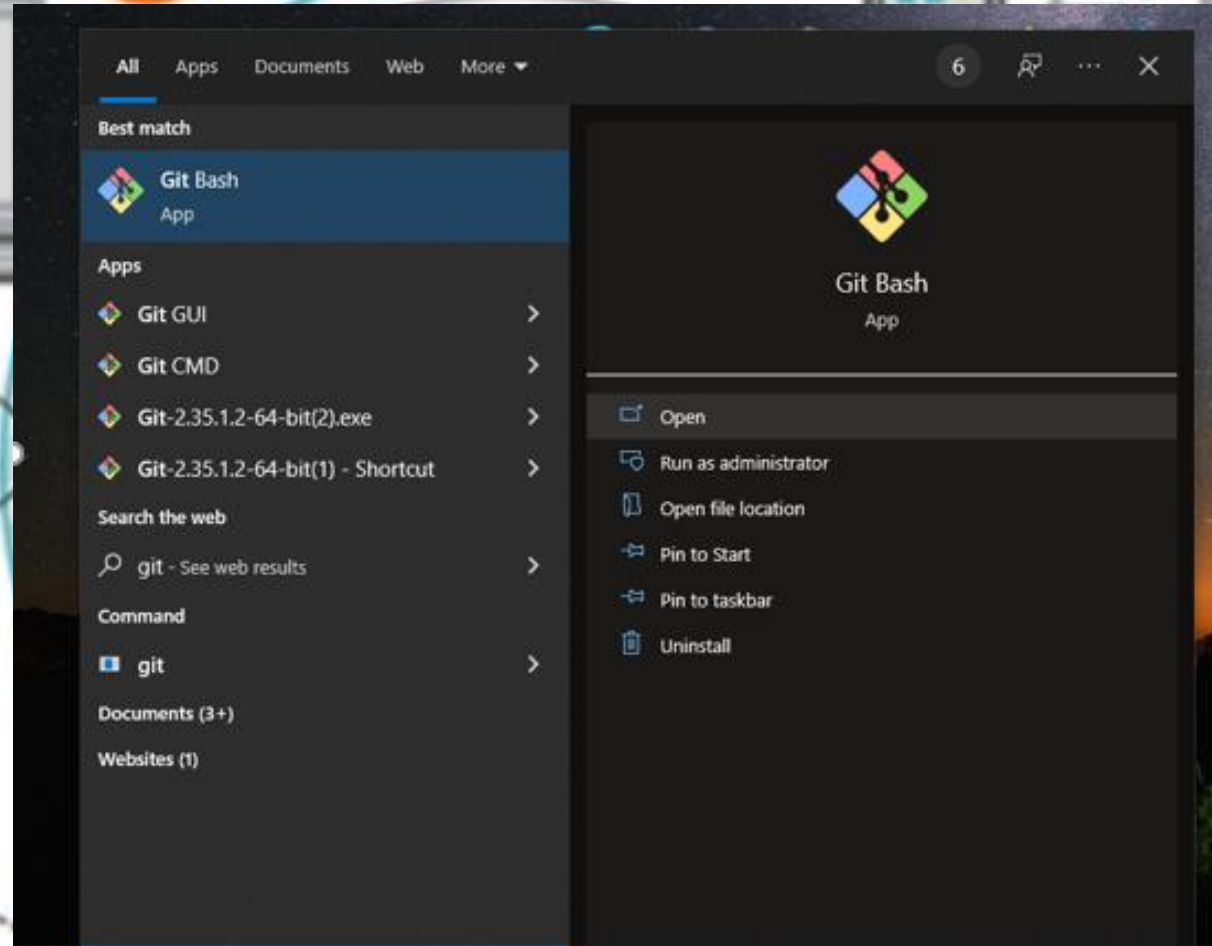 All Apps Documents Web More 6
Best match
Git Bash
App
Apps
Git GUI
Git CMD
Git-2.35.1.2-64-bit(2).exe
Git-2.35.1.2-64-bit(1) - Shortcut
Search the web
git - See web results
Command
git
Documents (3+)
Websites (1)
Git Bash
App
Open
Run as administrator
Open file location
Pin to Start
Pin to taskbar
Uninstall